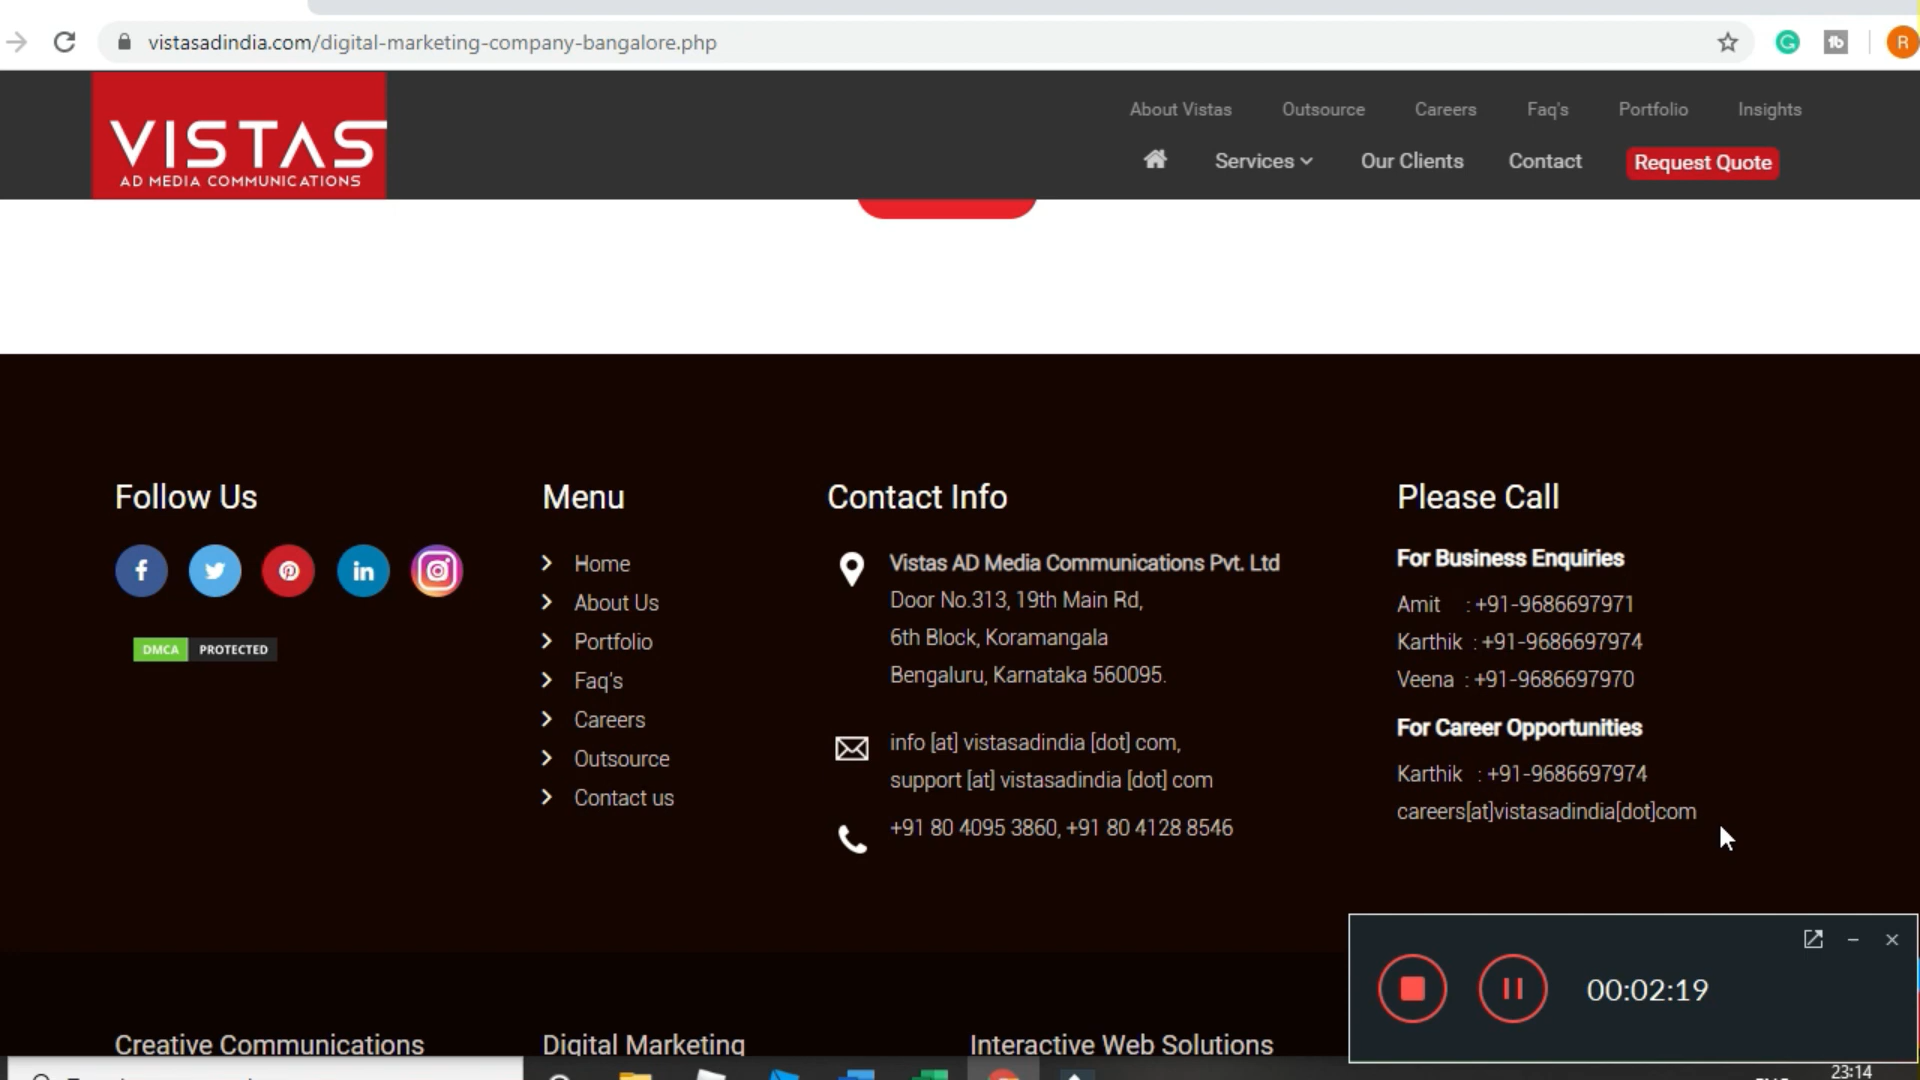 vistasadindia.com/digital-marketing-company-bangalore.php
R
VISTAS
AD MEDIA COMMUNICATIONS
About Vistas Outsource Careers Faq's Portfolio Insights
Services Our Clients Contact Request Quote
Follow Us
DMCA PROTECTED
Menu
Home
About Us
Portfolio
Faq's
Careers
Outsource
Contact us
Contact Info
Vistas AD Media Communications Pvt. Ltd
Door No.313, 19th Main Rd,
6th Block, Koramangala
Bengaluru, Karnataka 560095.
info [at] vistasadindia [dot] com,
support [at] vistasadindia [dot] com
+91 80 4095 3860, +91 80 4128 8546
Please Call
For Business Enquiries
Amit : +91-9686697971
Karthik : +91-9686697974
Veena : +91-9686697970
For Career Opportunities
Karthik : +91-9686697974
careers[at]vistasadindia[dot]com
00:02:19
Creative Communications Digital Marketing Interactive Web Solutions
23:14